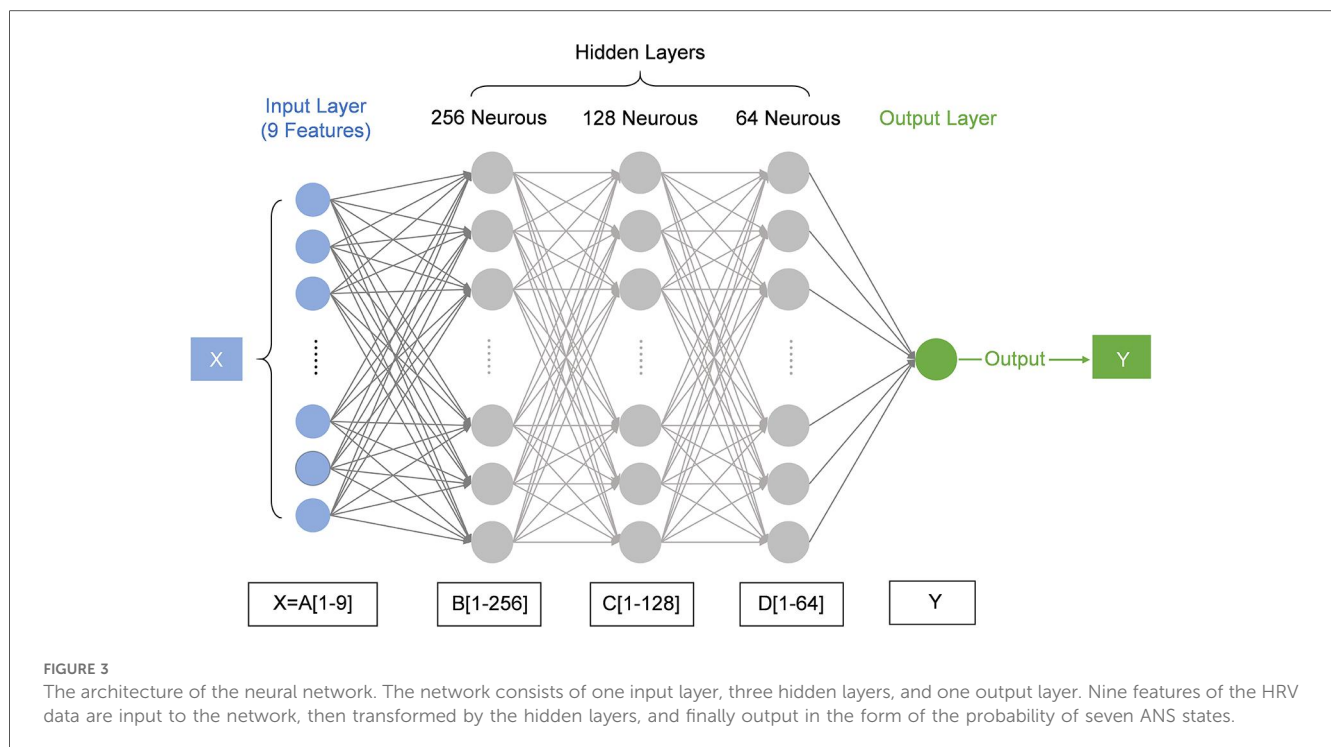 Hidden Layers
Input Layer
(9 Features)
256 Neurous
128 Neurous
64 Neurous
Output Layer
X
Output
Y
X=A[1-9]
B[1-256]
C[1-128]
D[1-64]
Y
FIGURE 3
The architecture of the neural network. The network consists of one input layer, three hidden layers, and one output layer. Nine features of the HRV
data are input to the network, then transformed by the hidden layers, and finally output in the form of the probability of seven ANS states.